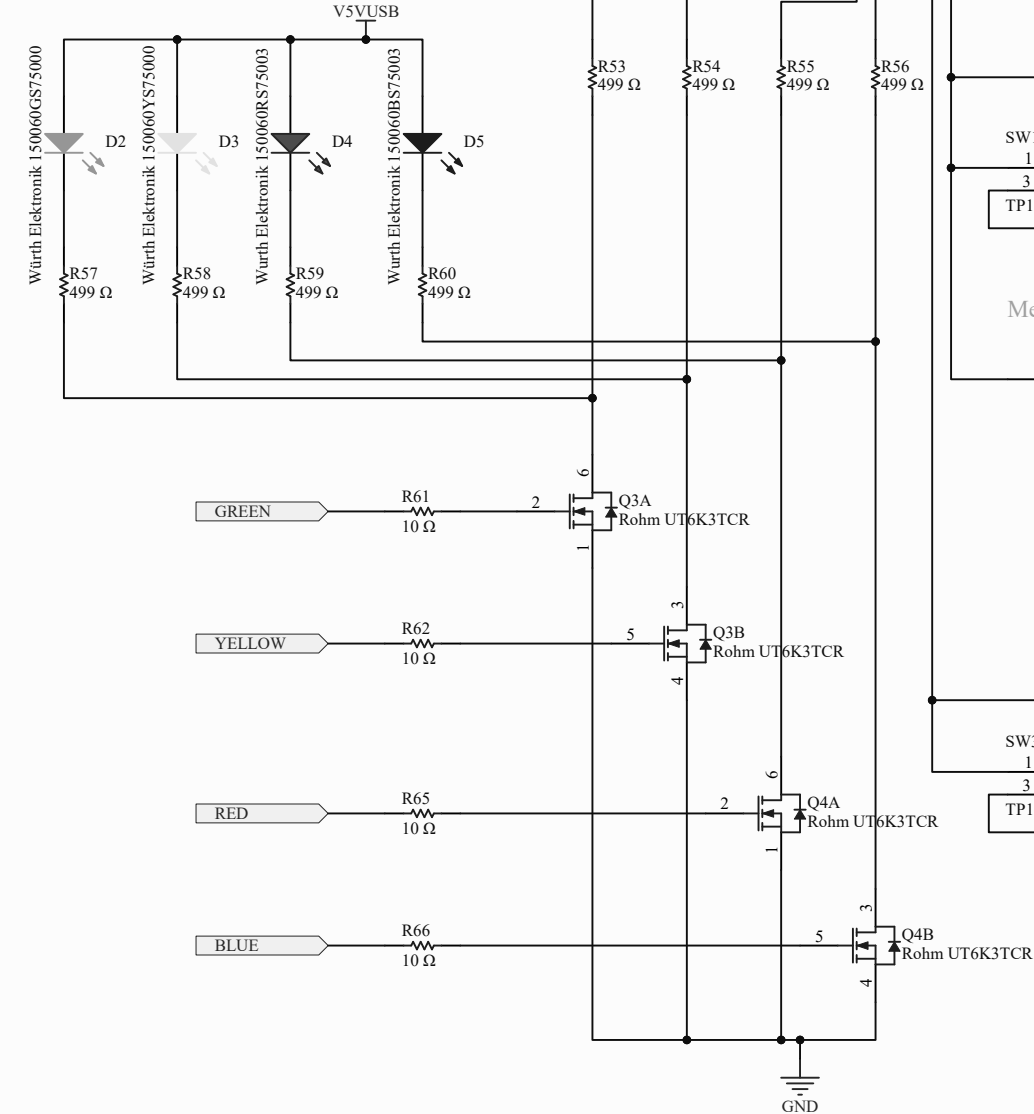 V5VUSB
Würth Elektronik 150060GS75000
D2
Würth Elektronik 150060YS75000
D3
Wurth Elektronik 150060RS75003
D4
Wurth Elektronik 150060BS75003
D5
R53
499 Ω
R54
499 Ω
R55
499 Ω
R56
499 Ω
SW1
1
3
TP1
R57
499 Ω
R58
499 Ω
R59
499 Ω
R60
499 Ω
Me
GREEN
R61
10 Ω
2
6
1
Q3A
Rohm UT6K3TCR
YELLOW
R62
10 Ω
5
3
4
Q3B
Rohm UT6K3TCR
SW3
1
3
TP1
RED
R65
10 Ω
2
6
1
Q4A
Rohm UT6K3TCR
BLUE
R66
10 Ω
5
3
4
Q4B
Rohm UT6K3TCR
GND